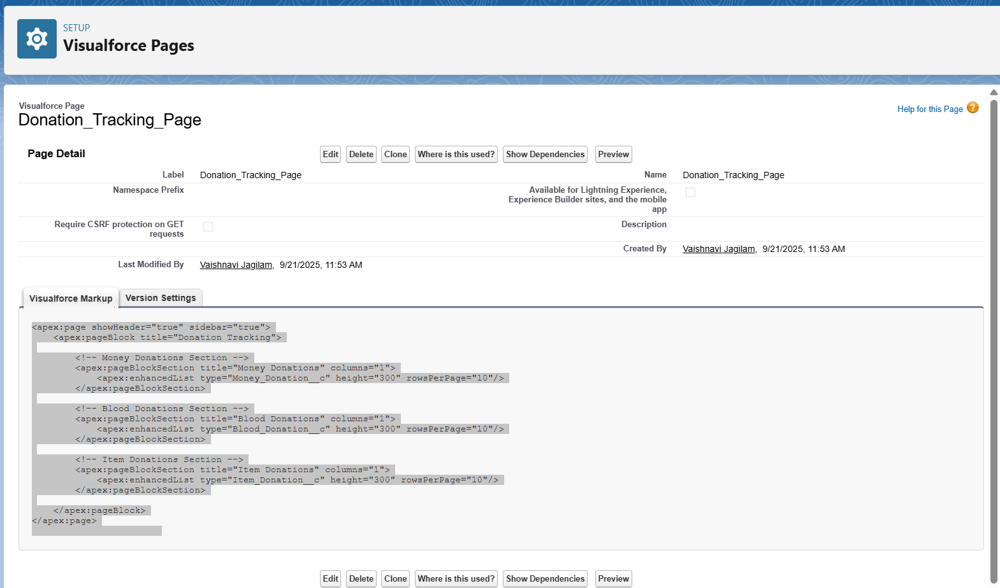 SETUP
Visualforce Pages
Visualforce Page
Donation_Tracking_Page
Help for this Page ?
Page Detail
Edit Delete Clone Where is this used? Show Dependencies Preview
Label Donation_Tracking_Page Name Donation_Tracking_Page
Namespace Prefix Available for Lightning Experience,
Experience Builder sites, and the mobile
app
Require CSRF protection on GET
requests
Description
Created By Vaishnavi Jagilam, 9/21/2025, 11:53 AM
Last Modified By Vaishnavi Jagilam, 9/21/2025, 11:53 AM
Visualforce Markup Version Settings
<apex:page showHeader="true" sidebar="true">
    <apex:pageBlock title="Donation Tracking">
        <!-- Money Donations Section -->
        <apex:pageBlockSection title="Money Donations" columns="1">
            <apex:enhancedList type="Money_Donation__c" height="300" rowsPerPage="10"/>
        </apex:pageBlockSection>
        <!-- Blood Donations Section -->
        <apex:pageBlockSection title="Blood Donations" columns="1">
            <apex:enhancedList type="Blood_Donation__c" height="300" rowsPerPage="10"/>
        </apex:pageBlockSection>
        <!-- Item Donations Section -->
        <apex:pageBlockSection title="Item Donations" columns="1">
            <apex:enhancedList type="Item_Donation__c" height="300" rowsPerPage="10"/>
        </apex:pageBlockSection>
    </apex:pageBlock>
</apex:page>
Edit Delete Clone Where is this used? Show Dependencies Preview